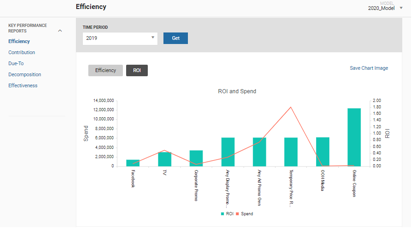 Efficiency
2020_Model
KEY PERFORMANCE
REPORTS
Efficiency
Contribution
Due-To
Decomposition
Effectiveness
TIME PERIOD
2019
Get
Efficiency
ROI
Save Chart Image
ROI and Spend
Spend
14,000,000
12,000,000
10,000,000
8,000,000
6,000,000
4,000,000
2,000,000
0
2.00
1.80
1.60
1.40
1.20
1.00
0.80
0.60
0.40
0.20
0.00
ROI
Facebook
TV
Corporate Promo
Any Display Promo...
Any Ad Promo Desc
Temporary Price R...
OOH Media
Online Coupon
ROI
Spend